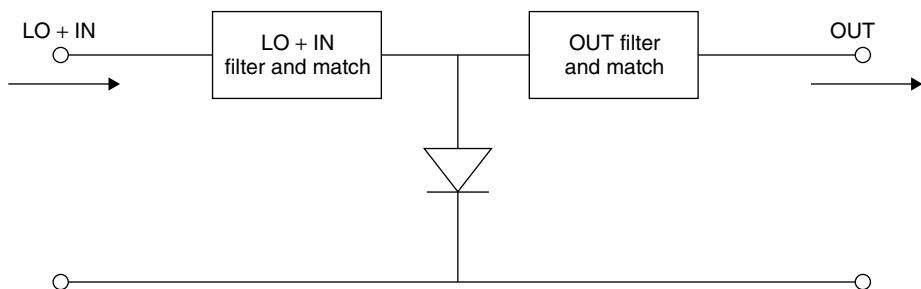 LO + IN
LO + IN
filter and match
OUT filter
and match
OUT